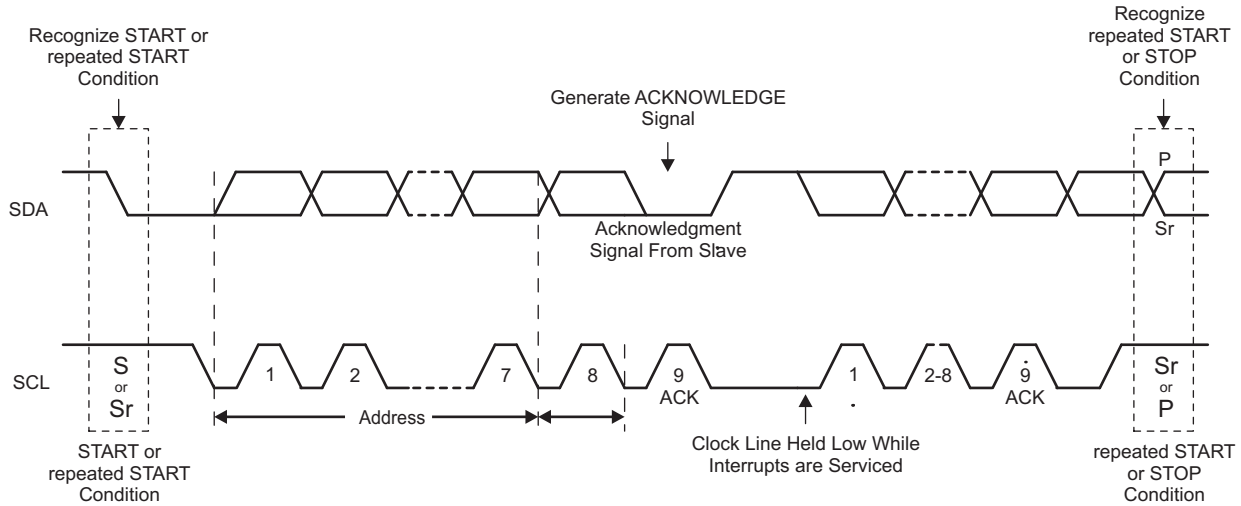 Recognize START or
repeated START
Condition
Recognize
repeated START
or STOP
Condition
Generate ACKNOWLEDGE
Signal
SDA
P
Sr
Acknowledgment
Signal From Slave
SCL
S
or
Sr
1
2
7
8
9
ACK
1
2-8
9
ACK
Sr
or
P
Address
START or
repeated START
Condition
Clock Line Held Low While
Interrupts are Serviced
repeated START
or STOP
Condition